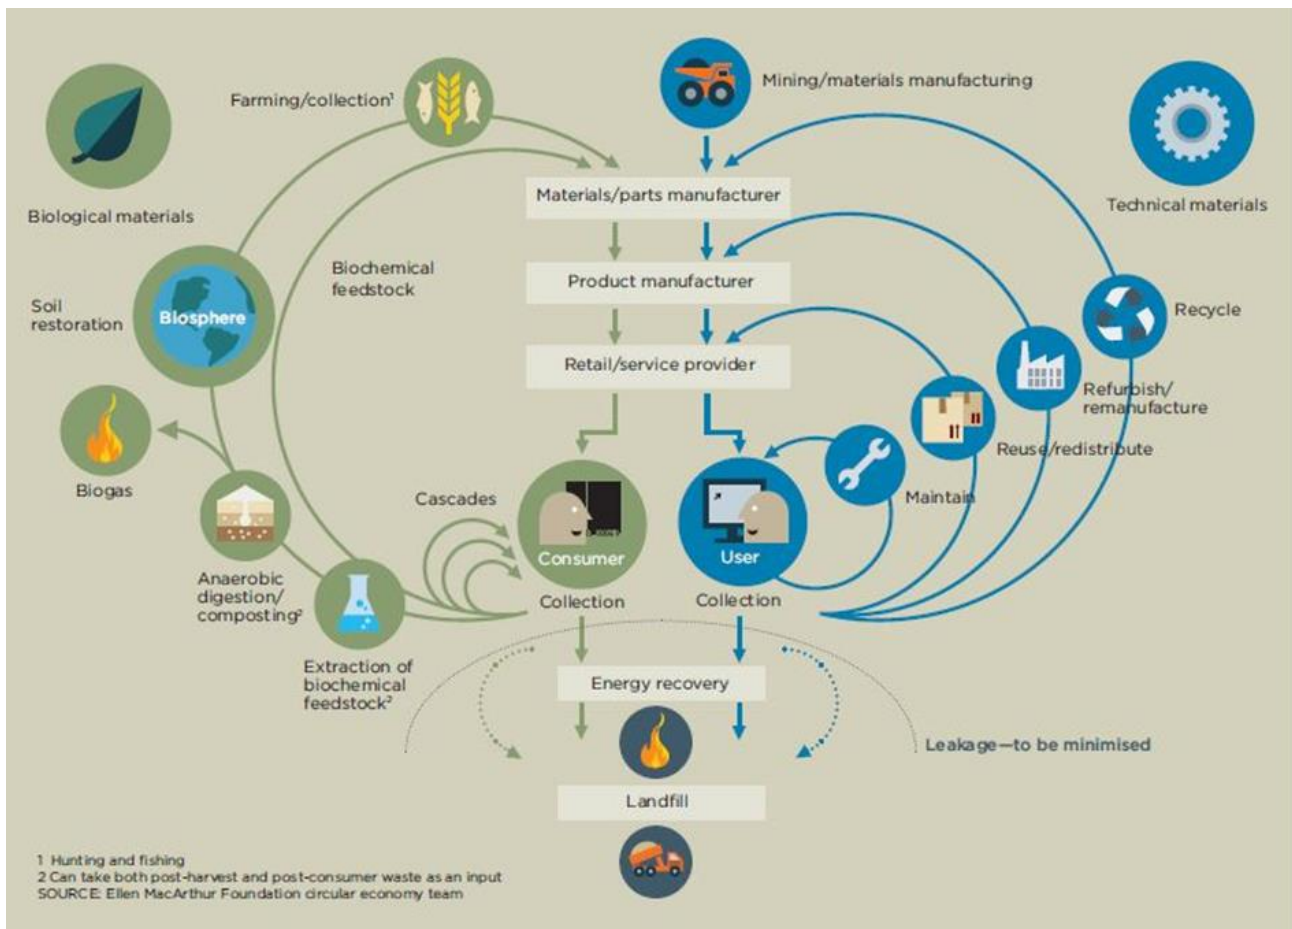 Farming/collection¹
Mining/materials manufacturing
Biological materials
Materials/parts manufacturer
Technical materials
Biochemical
feedstock
Product manufacturer
Soil
restoration
Biosphere
Recycle
Retail/service provider
Refurbish/
remanufacture
Reuse/redistribute
Biogas
Cascades
Maintain
Consumer
User
Anaerobic
digestion/
composting²
Collection
Collection
Extraction of
biochemical
feedstock²
Energy recovery
Leakage—to be minimised
Landfill
1 Hunting and fishing
2 Can take both post-harvest and post-consumer waste as an input
SOURCE: Ellen MacArthur Foundation circular economy team